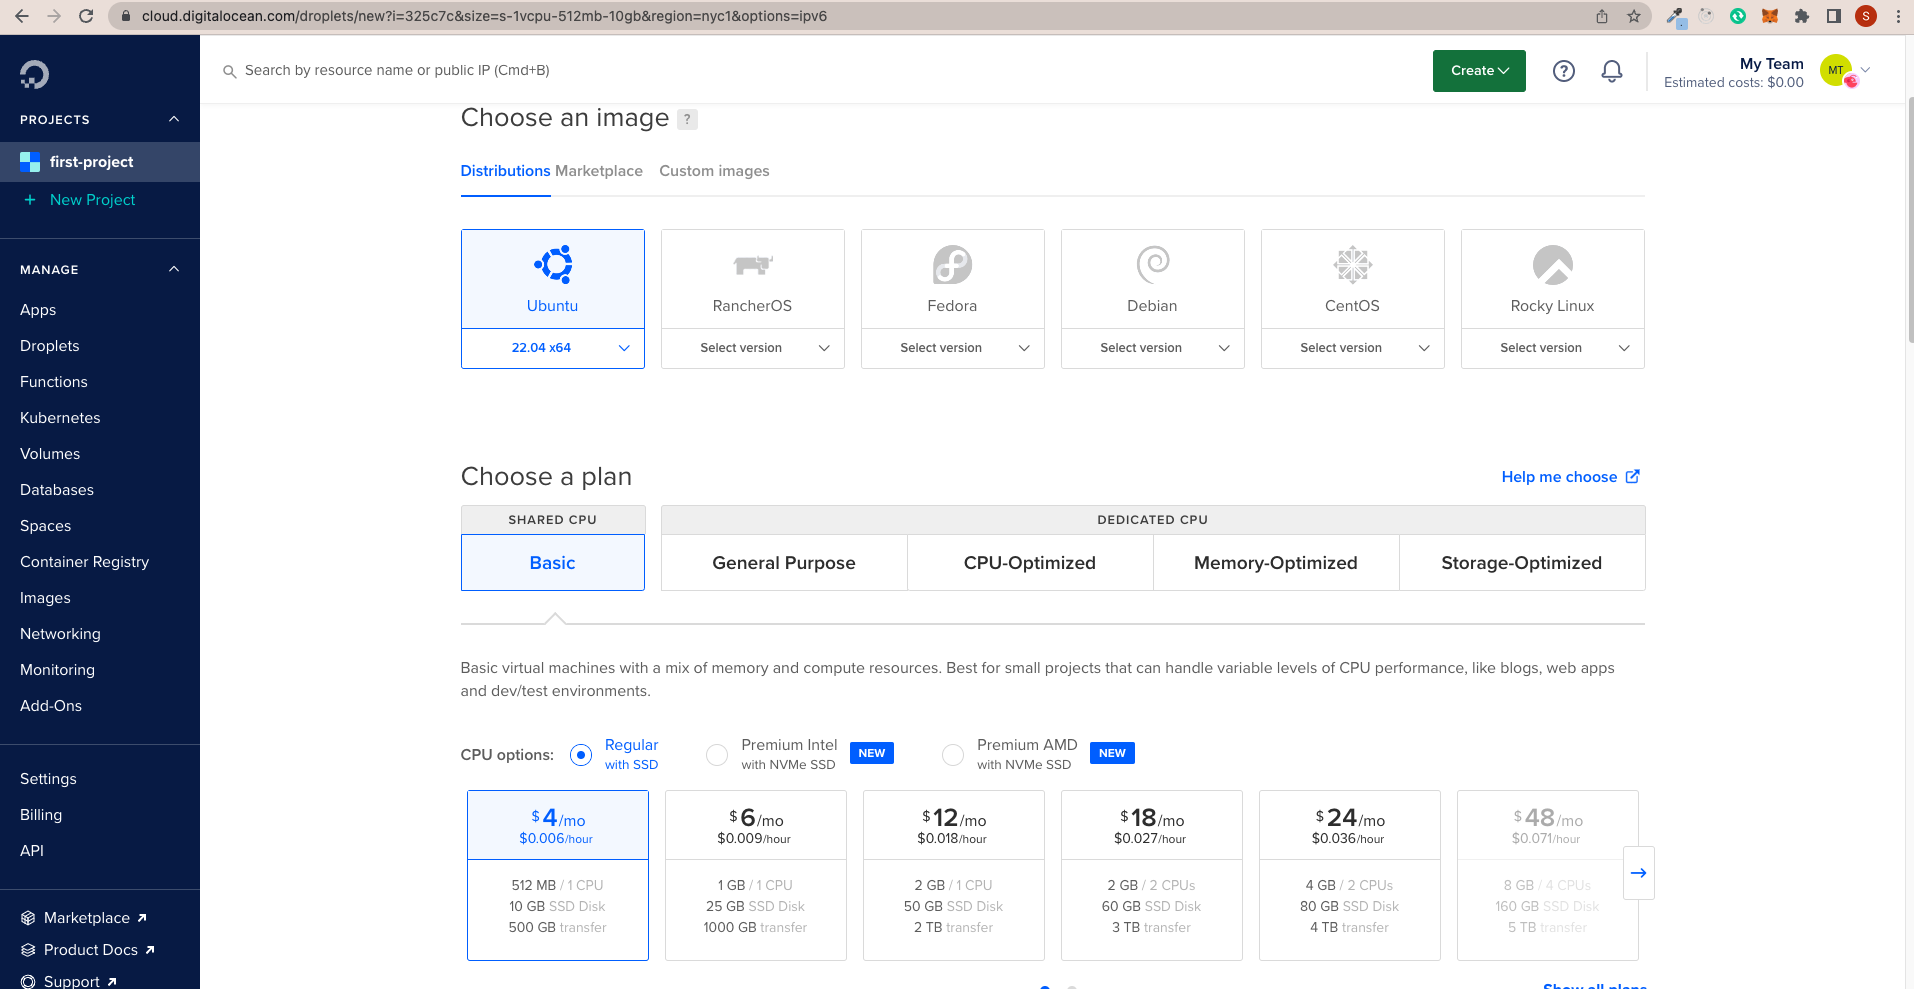 cloud.digitalocean.com/droplets/new?i=325c7c&size=s-1vcpu-512mb-10gb&region=nyc1&options=ipv6
S
Search by resource name or public IP (Cmd+B)
Create
?
My Team
Estimated costs: $0.00
MT
PROJECTS
first-project
+ New Project
MANAGE
Apps
Droplets
Functions
Kubernetes
Volumes
Databases
Spaces
Container Registry
Images
Networking
Monitoring
Add-Ons
Settings
Billing
API
Marketplace
Product Docs
Support
Choose an image ?
Distributions Marketplace Custom images
Ubuntu RancherOS Fedora Debian CentOS Rocky Linux
22.04 x64 Select version Select version Select version Select version Select version
Choose a plan
Help me choose
SHARED CPU DEDICATED CPU
Basic General Purpose CPU-Optimized Memory-Optimized Storage-Optimized
Basic virtual machines with a mix of memory and compute resources. Best for small projects that can handle variable levels of CPU performance, like blogs, web apps
and dev/test environments.
CPU options:
Regular
with SSD
Premium Intel
with NVMe SSD
NEW
Premium AMD
with NVMe SSD
NEW
$4/mo
$0.006/hour
512 MB / 1 CPU
10 GB SSD Disk
500 GB transfer
$6/mo
$0.009/hour
1 GB / 1 CPU
25 GB SSD Disk
1000 GB transfer
$12/mo
$0.018/hour
2 GB / 1 CPU
50 GB SSD Disk
2 TB transfer
$18/mo
$0.027/hour
2 GB / 2 CPUs
60 GB SSD Disk
3 TB transfer
$24/mo
$0.036/hour
4 GB / 2 CPUs
80 GB SSD Disk
4 TB transfer
$48/mo
$0.071/hour
8 GB / 4 CPUs
160 GB SSD Disk
5 TB transfer
Show all plans